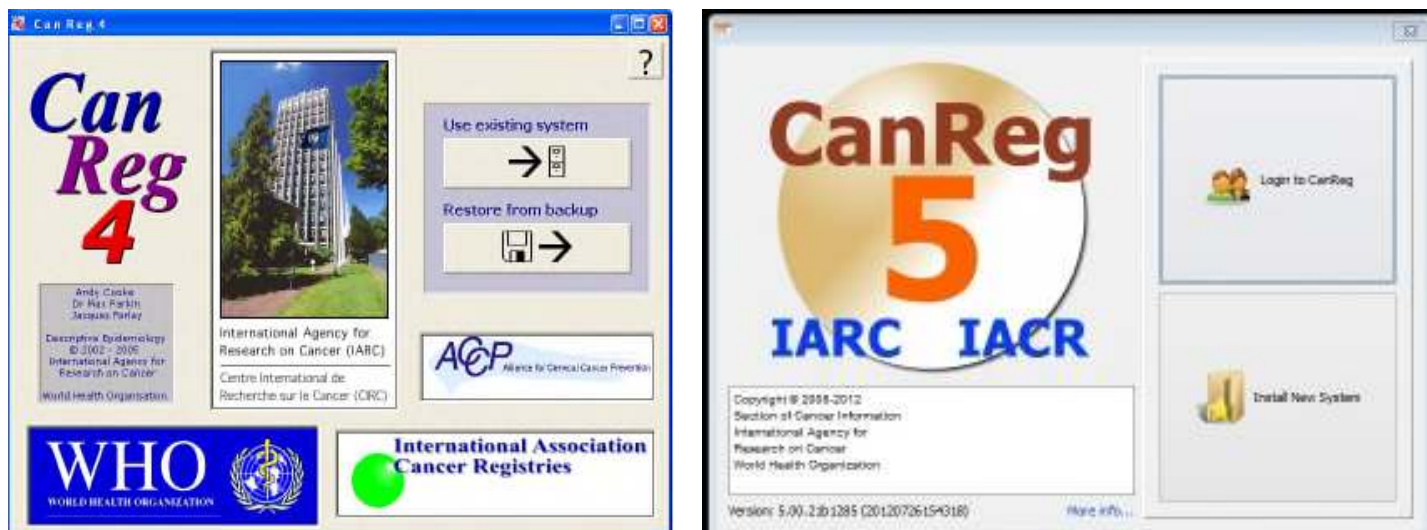 Can Reg 4
?
Can
Reg
4
Andy Cooke
Dr Max Parkin
Jacques Ferlay
Descriptive Epidemiology
© 2002 - 2005
International Agency for
Research on Cancer
World Health Organisation
International Agency for
Research on Cancer (IARC)
Centre International de
Recherche sur le Cancer (CIRC)
Use existing system
Restore from backup
ACCP
Alliance for Cervical Cancer Prevention
WHO
WORLD HEALTH ORGANIZATION
International Association
Cancer Registries
CanReg
5
IARC IACR
Copyright © 2008-2012
Section of Cancer Information
International Agency for
Research on Cancer
World Health Organization
Version: 5.00.21b1285 (20120726154318)
More info...
Login to CanReg
Install New System